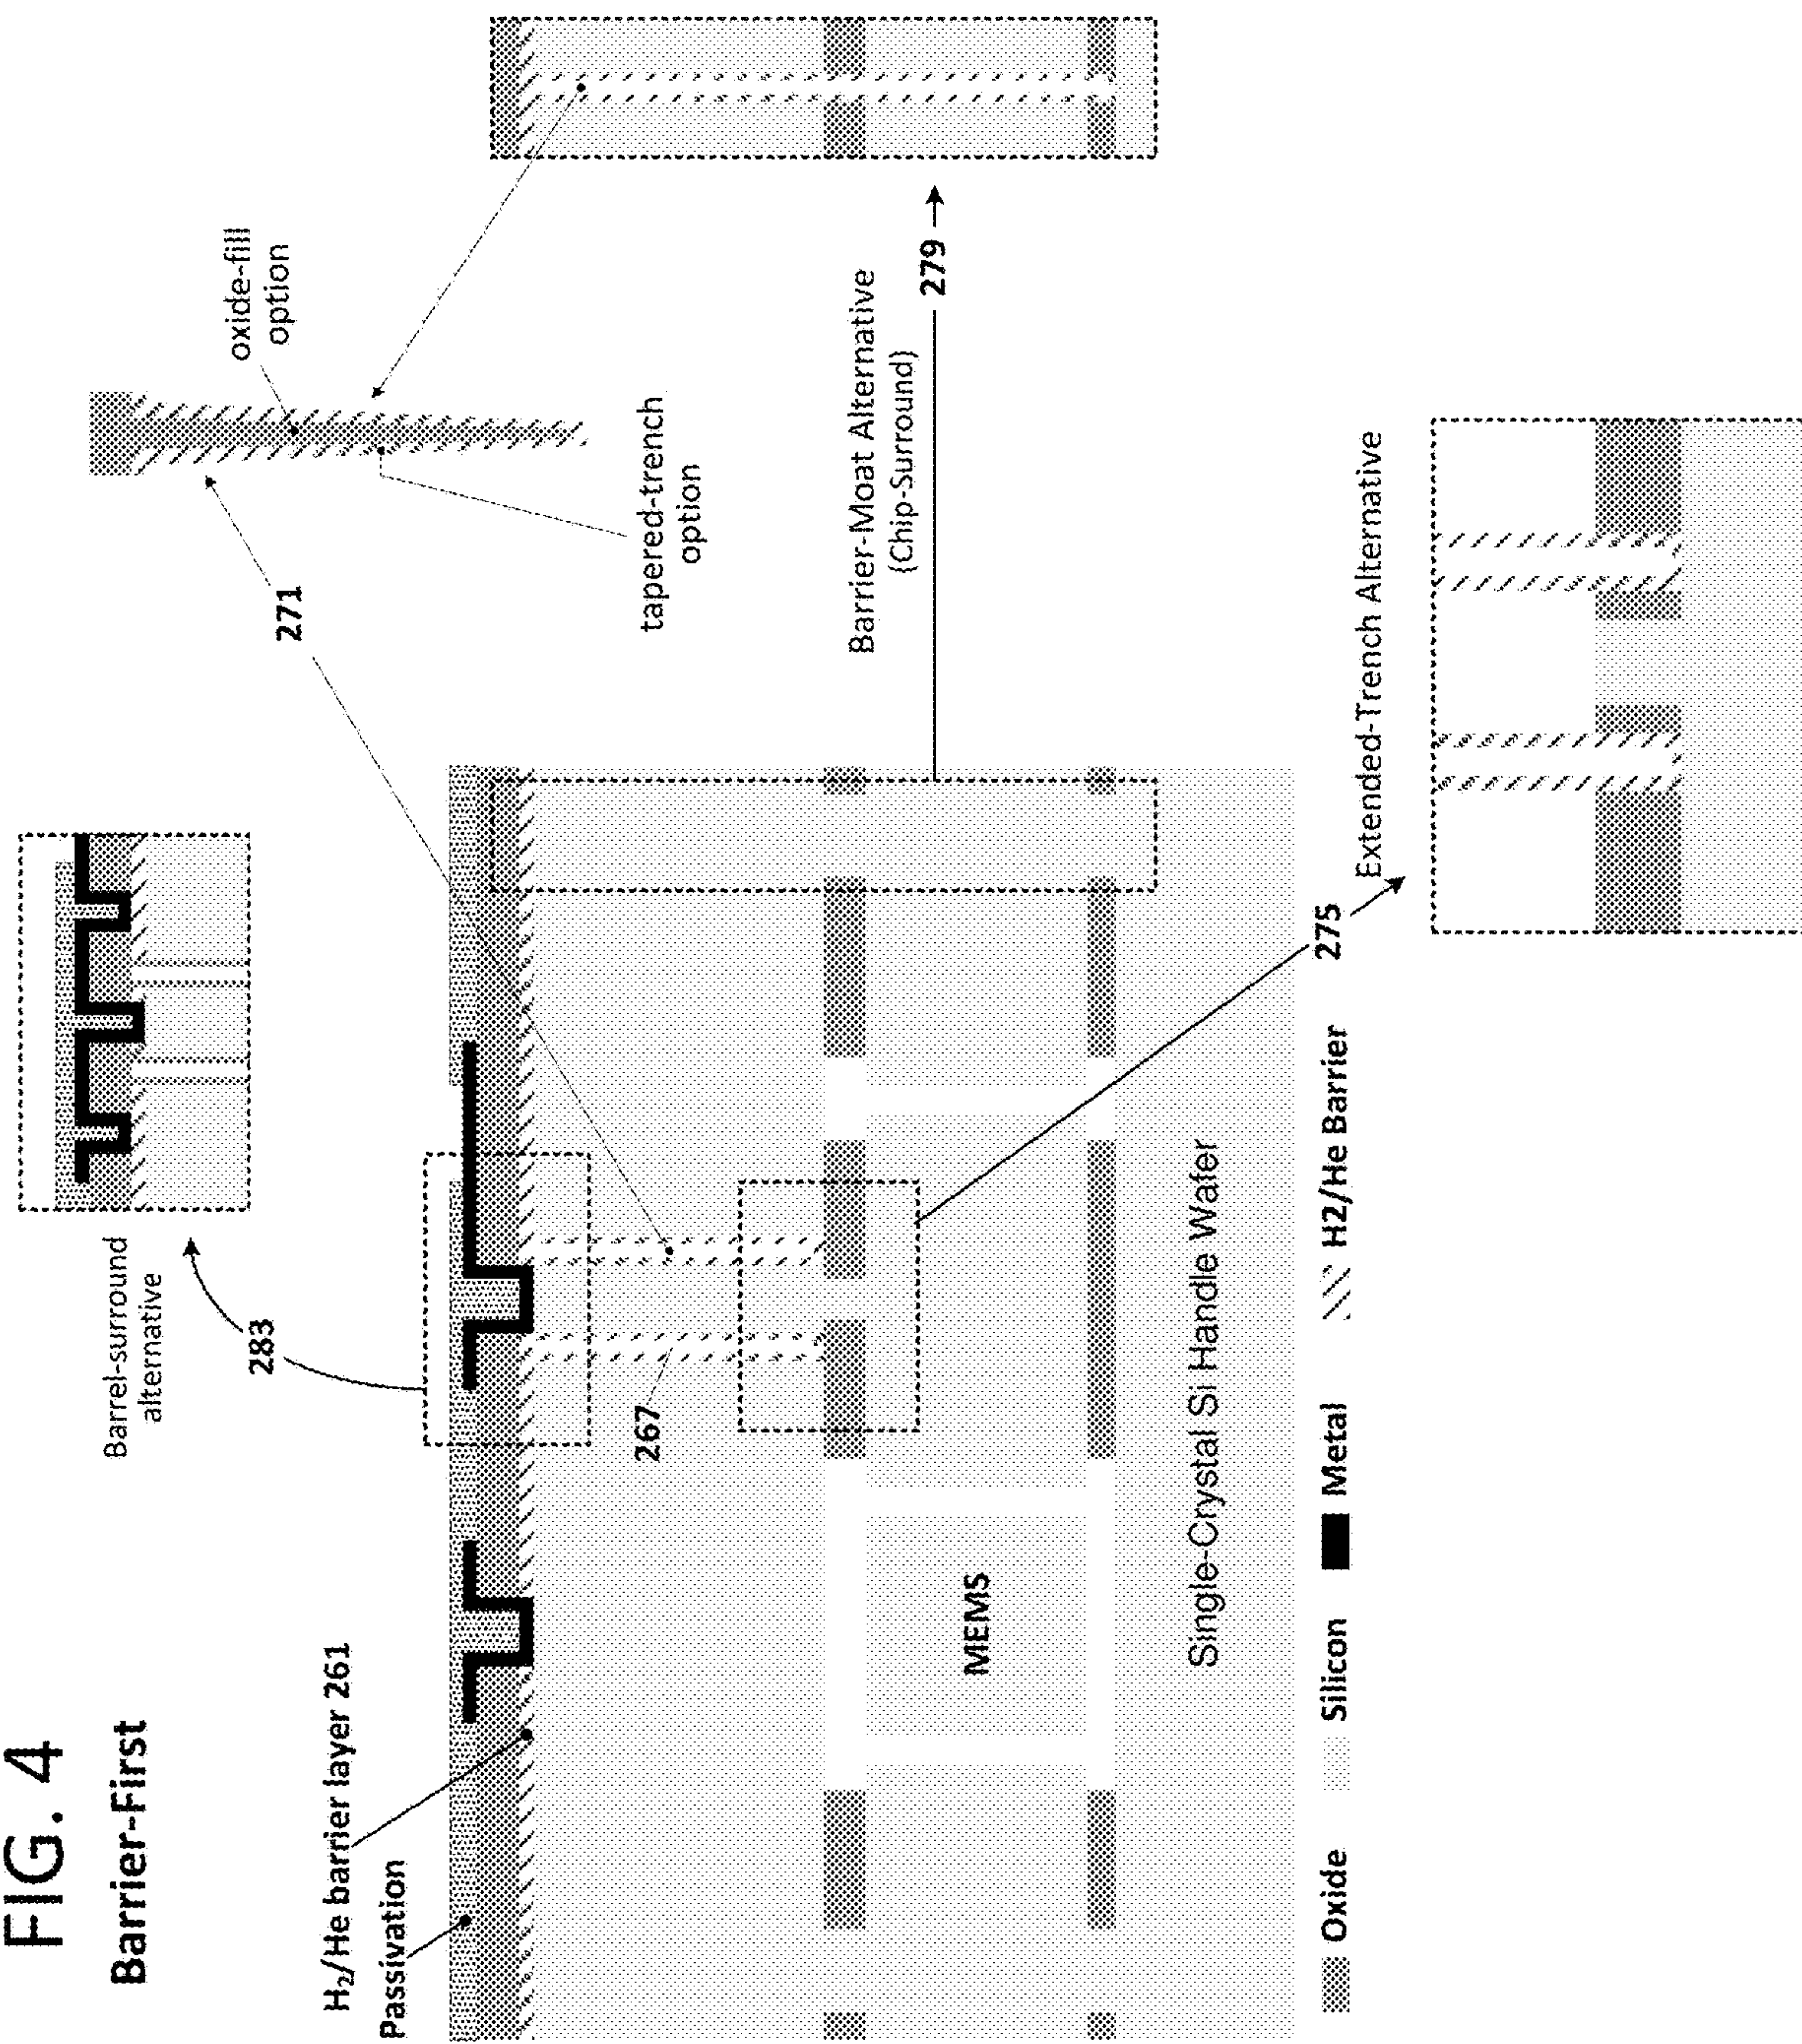 FIG. 4
Barrier-First
H₂/He barrier layer 261
Passivation
Barrel-surround
alternative
283
271
oxide-fill
option
tapered-trench
option
267
Barrier-Moat Alternative
(Chip-Surround)
279
MEMS
Single-Crystal Si Handle Wafer
275
Extended-Trench Alternative
Oxide
Silicon
Metal
H2/He Barrier